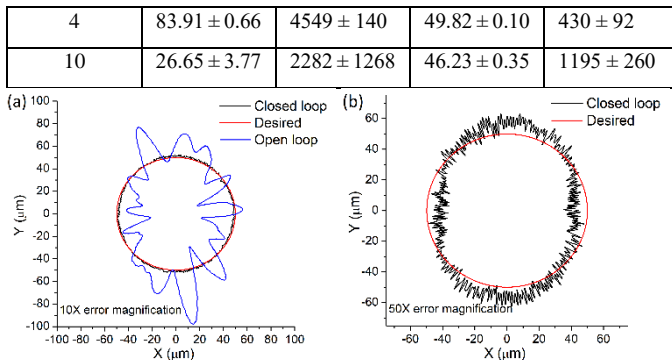 4 83.91 ± 0.66 4549 ± 140 49.82 ± 0.10 430 ± 92
10 26.65 ± 3.77 2282 ± 1268 46.23 ± 0.35 1195 ± 260
(a)
100
80
60
40
20
0
-20
-40
-60
-80
-100
Y (μm)
Closed loop
Desired
Open loop
10X error magnification
-100 -80 -60 -40 -20 0 20 40 60 80 100
X (μm)
(b)
60
40
20
0
-20
-40
-60
Y (μm)
Closed loop
Desired
50X error magnification
-60 -40 -20 0 20 40 60
X (μm)